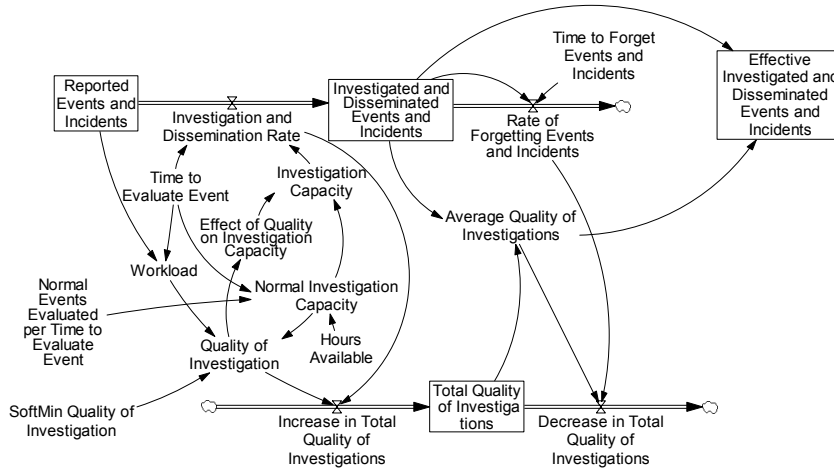 Time to Forget
Events and
Incidents
Effective
Investigated and
Disseminated
Events and
Incidents
Reported
Events and
Incidents
Investigated and
Disseminated
Events and
Incidents
Investigation and
Dissemination Rate
Rate of
Forgetting Events
and Incidents
Time to
Evaluate Event
Investigation
Capacity
Effect of Quality
on Investigation
Capacity
Average Quality of
Investigations
Workload
Normal
Events
Evaluated
per Time to
Evaluate
Event
Normal Investigation
Capacity
Hours
Available
Quality of
Investigation
SoftMin Quality of
Investigation
Increase in Total
Quality of
Investigations
Total Quality
of Investiga
tions
Decrease in Total
Quality of
Investigations